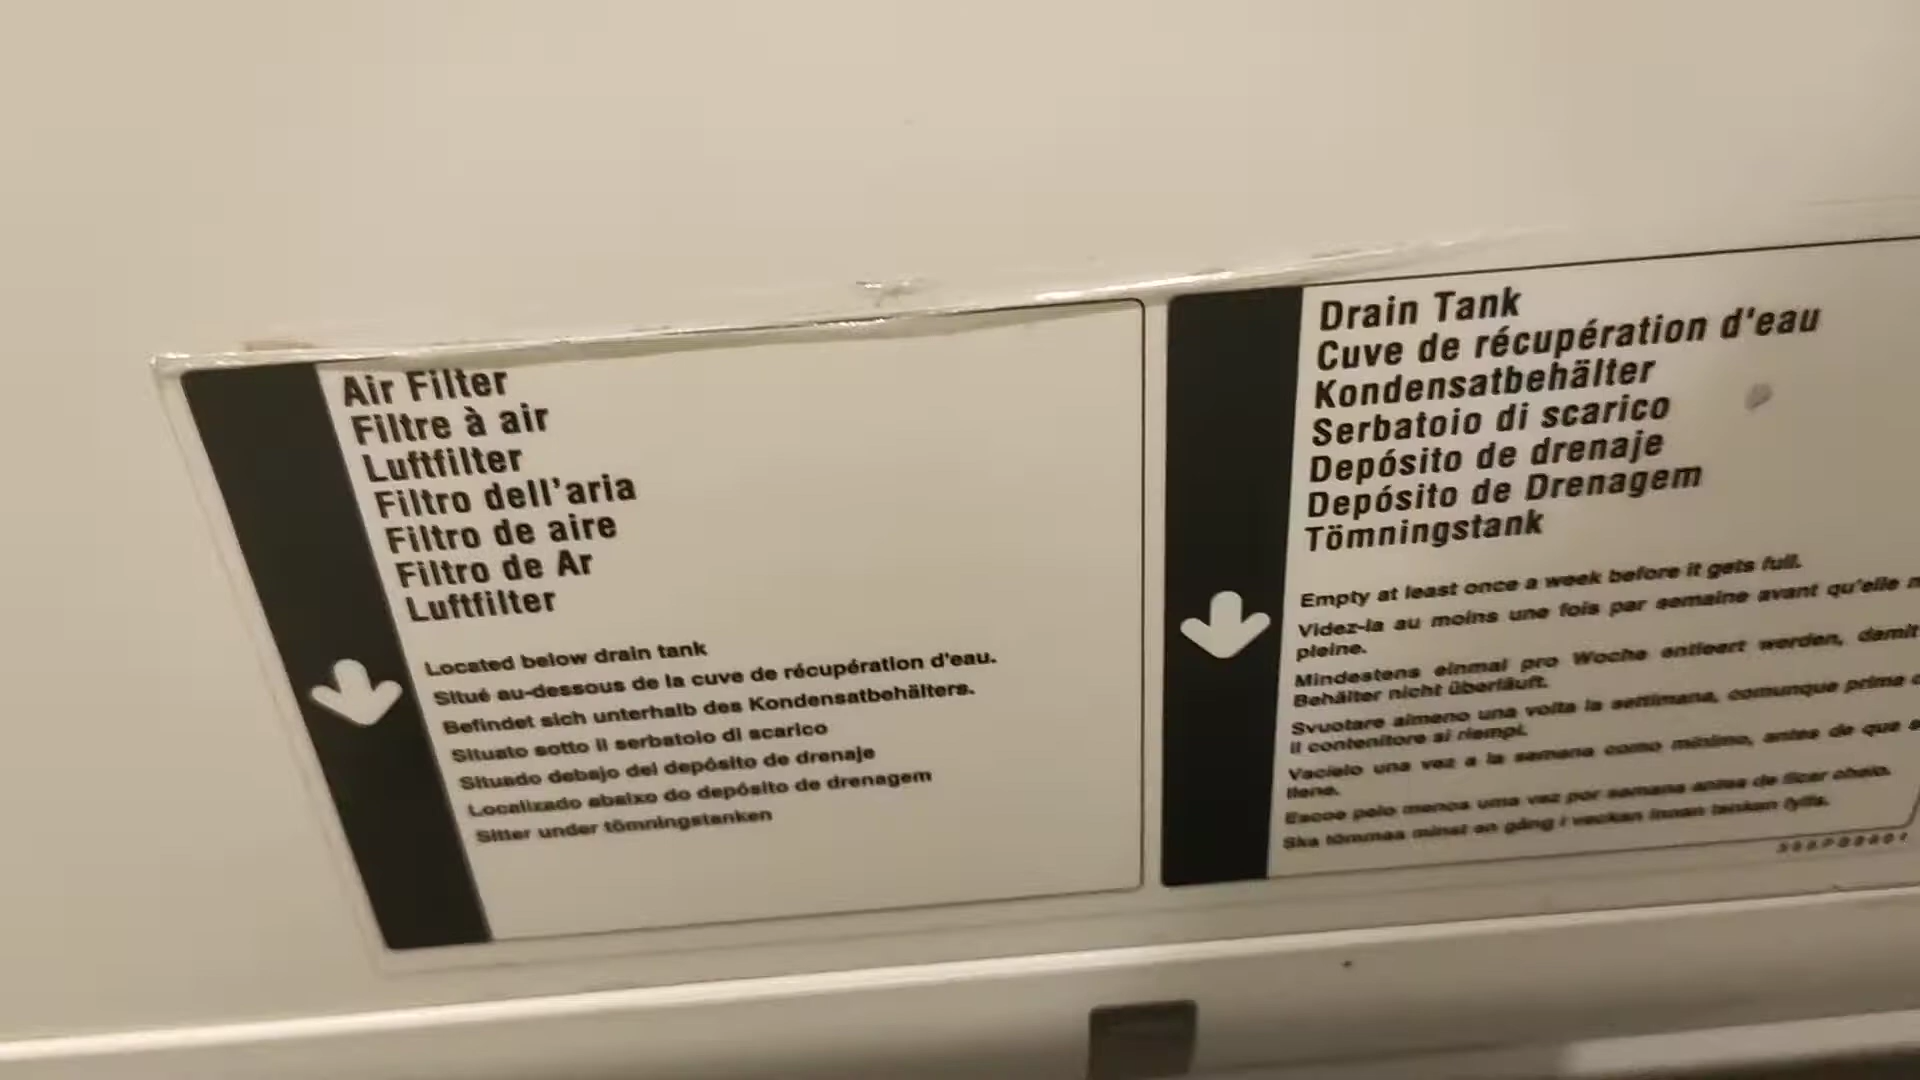 Air Filter
Filtre à air
Luftfilter
Filtro dell'aria
Filtro de aire
Filtro de Ar
Luftfilter
Located below drain tank
Situé au-dessous de la cuve de récupération d'eau.
Befindet sich unterhalb des Kondensatbehälters.
Situato sotto il serbatoio di scarico
Situado debajo del depósito de drenaje
Localizado abaixo do depósito de drenagem
Sitter under tömningstanken
Drain Tank
Cuve de récupération d'eau
Kondensatbehälter
Serbatoio di scarico
Depósito de drenaje
Depósito de Drenagem
Tömningstank
Empty at least once a week before it gets full.
Videz-la au moins une fois par semaine avant qu'elle
pleine.
Mindestens einmal pro Woche entleert werden, damit
Behälter nicht überläuft.
Svuotare almeno una volta la settimana, comunque prima
il contenitore si riempi.
Vacíelo una vez a la semana como mínimo, antes de que
llene.
Escoe pelo menos uma vez por semana antes de ficar cheio.
Ska tömmas minst en gång i veckan innan tanken fylls.